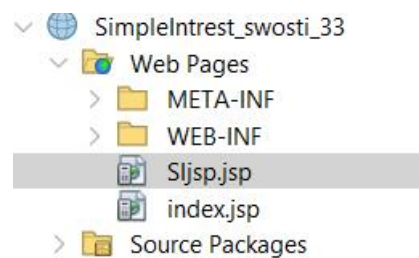 SimpleIntrest_swosti_33
Web Pages
META-INF
WEB-INF
SIjsp.jsp
index.jsp
Source Packages